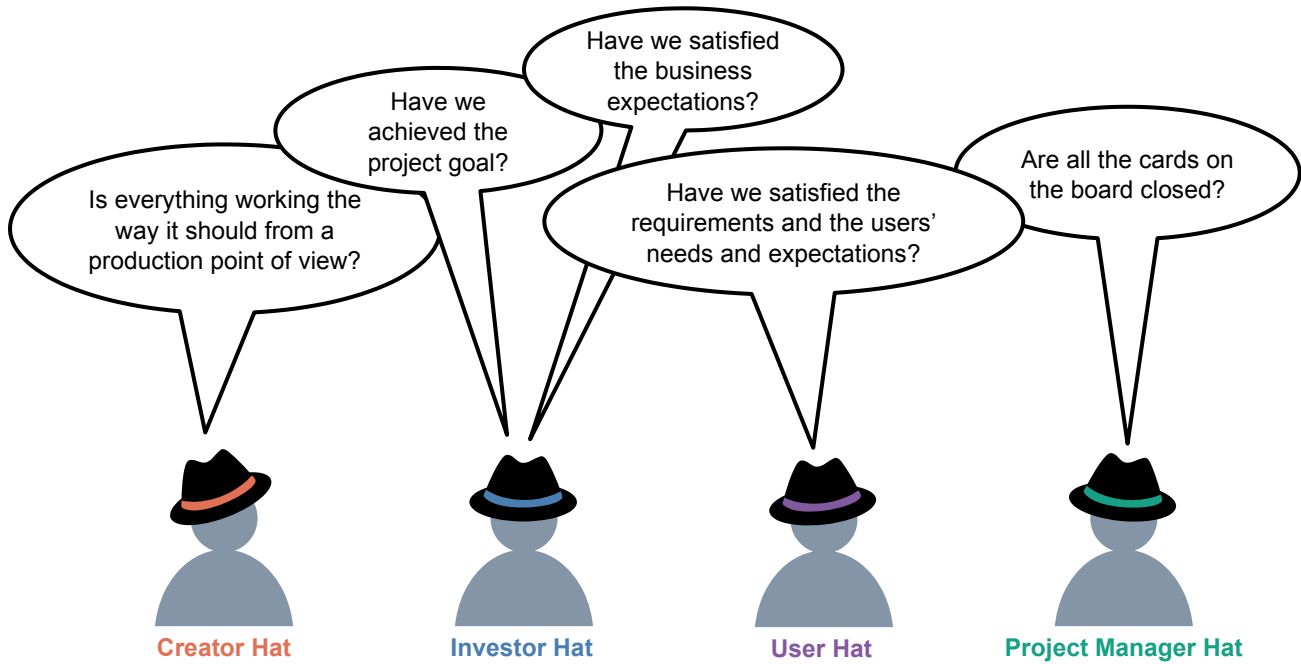 Have we satisfied
the business
expectations?
Have we
achieved the
project goal?
Are all the cards on
the board closed?
Is everything working the
way it should from a
production point of view?
Have we satisfied the
requirements and the users’
needs and expectations?
Creator Hat
Investor Hat
User Hat
Project Manager Hat